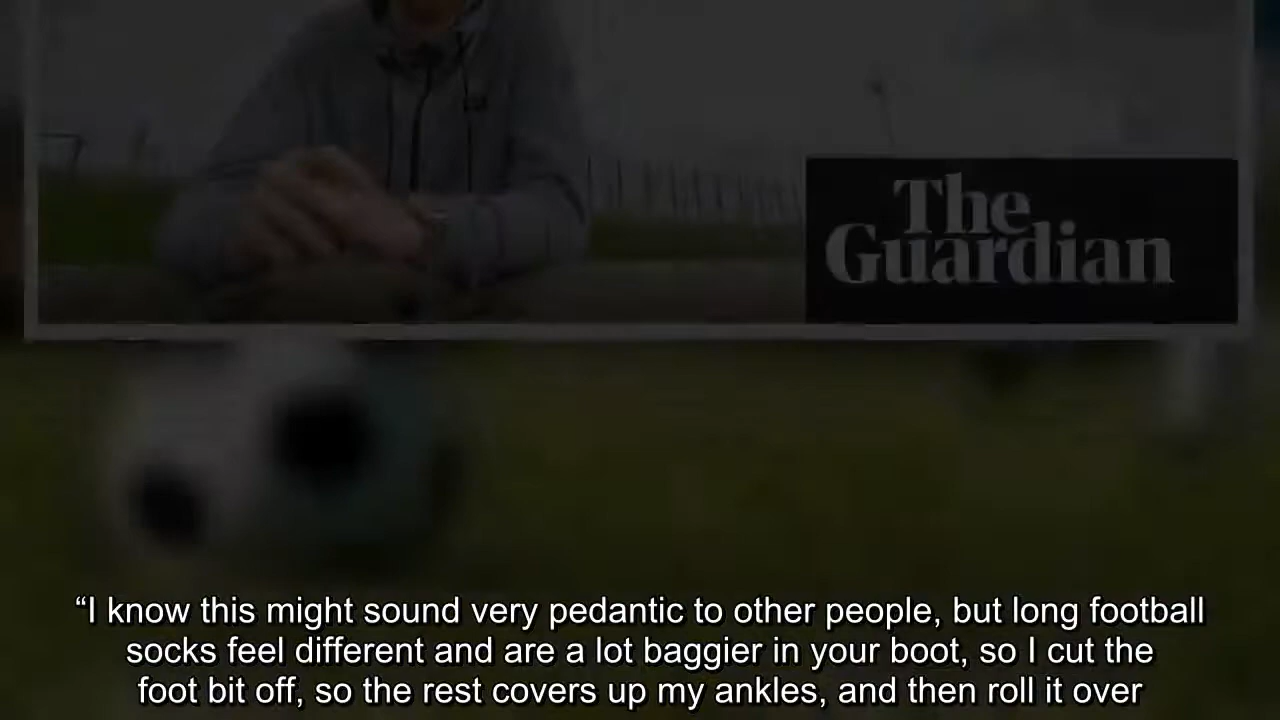 The
Guardian
“I know this might sound very pedantic to other people, but long football
socks feel different and are a lot baggier in your boot, so I cut the
foot bit off, so the rest covers up my ankles, and then roll it over